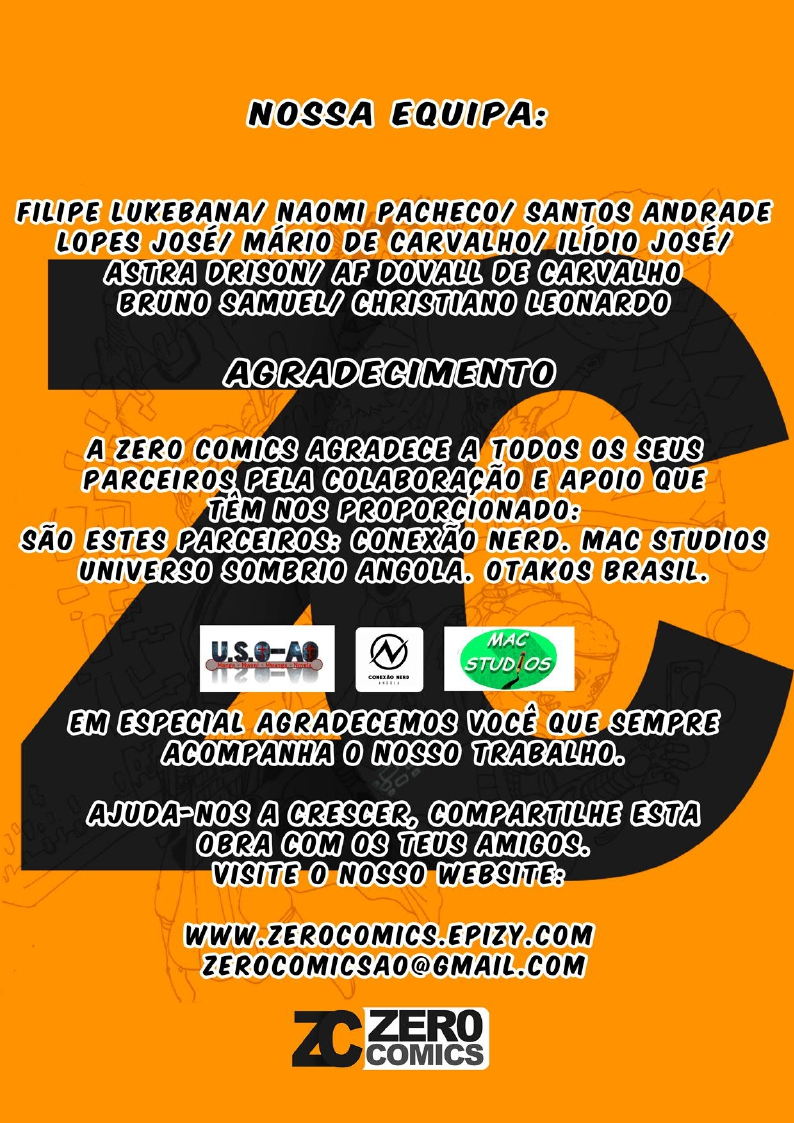 NOSSA EQUIPA:
FILIPE LUKEBANA/ NAOMI PACHECO/ SANTOS ANDRADE
LOPES JOSÉ/ MÁRIO DE CARVALHO/ ILÍDIO JOSÉ/
ASTRA DRISON/ AF DOVALL DE CARVALHO
BRUNO SAMUEL/ CHRISTIANO LEONARDO
AGRADECIMENTO
A ZERO COMICS AGRADECE A TODOS OS SEUS
PARCEIROS PELA COLABORAÇÃO E APOIO QUE
TÊM NOS PROPORCIONADO:
SÃO ESTES PARCEIROS: CONEXÃO NERD. MAC STUDIOS
UNIVERSO SOMBRIO ANGOLA. OTAKOS BRASIL.
U.S.O-AO
CONEXÃO NERD
ANGOLA
MAC
STUDIOS
EM ESPECIAL AGRADECEMOS VOCÊ QUE SEMPRE
ACOMPANHA O NOSSO TRABALHO.
AJUDA-NOS A CRESCER, COMPARTILHE ESTA
OBRA COM OS TEUS AMIGOS.
VISITE O NOSSO WEBSITE:
WWW.ZEROCOMICS.EPIZY.COM
ZEROCOMICSAO@GMAIL.COM
ZC ZERO
COMICS